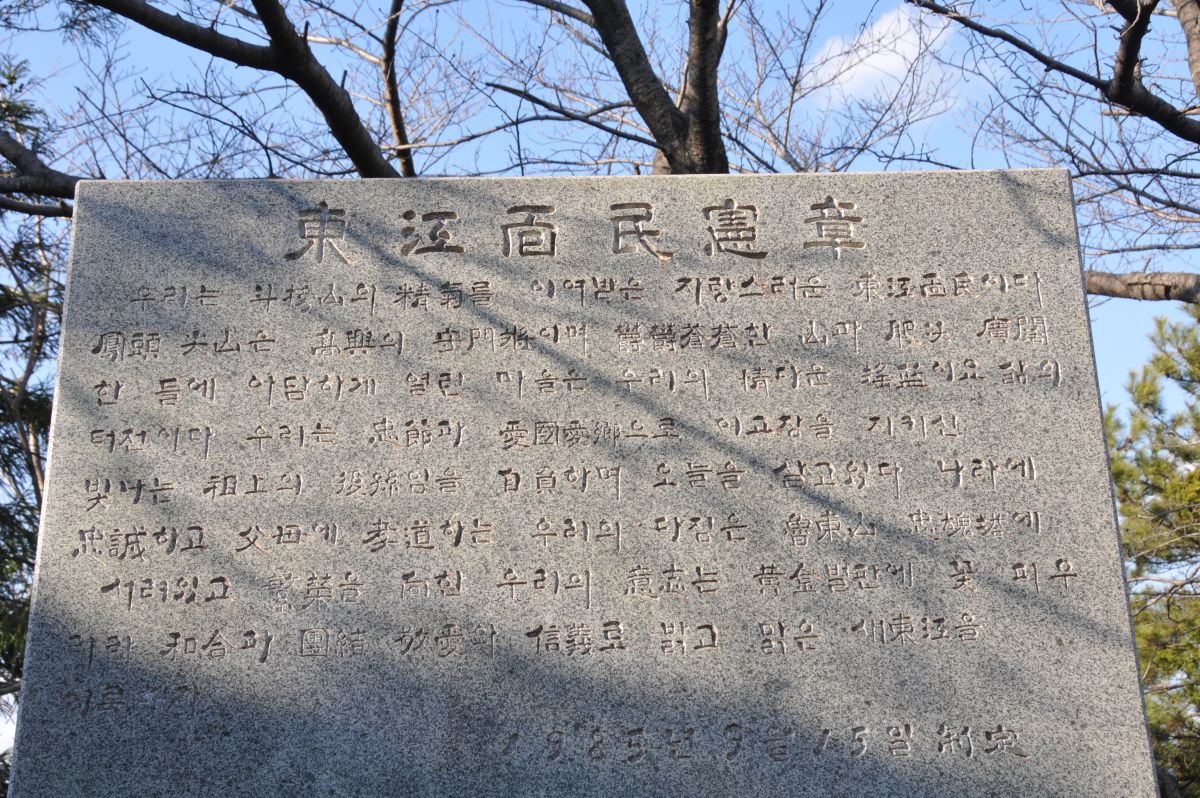 東江面民憲章
우리는 斗榜山의 精氣를 이어받은 자랑스러운 東江面民이다
鳳頭 尖山은 高興의 守門將이며 鬱鬱蒼蒼한 山과 肥沃 廣闊
한 들에 아담하게 열린 마을은 우리의 情다운 搖籃이요 삶의
터전이다 우리는 忠節과 愛國愛鄕으로 이고장을 지키신
빛나는 祖上의 後孫임을 自負하며 오늘을 살고있다 나라에
忠誠하고 父母에 孝道하는 우리의 다짐은 魯東山 忠魂塔에
서려있고 繁榮을 向한 우리의 意志는 黃金벌판에 꽃 피우
리라 和合과 團結 敬愛와 信義로 밝고 맑은 새東江을
1985년 9월 15일 制定